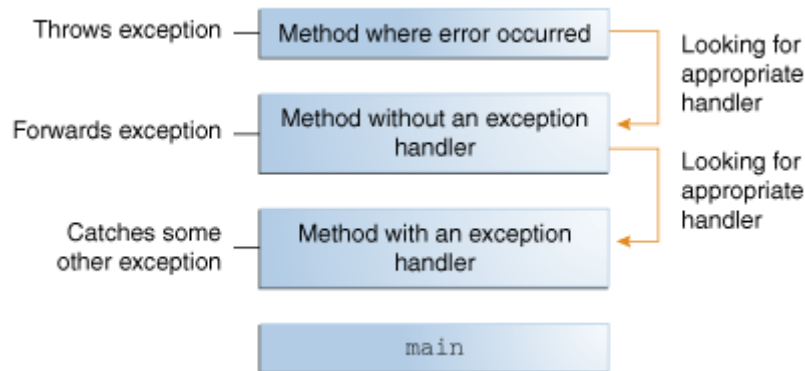 Throws exception
Method where error occurred
Looking for
appropriate
handler
Forwards exception
Method without an exception
handler
Looking for
appropriate
handler
Catches some
other exception
Method with an exception
handler
main